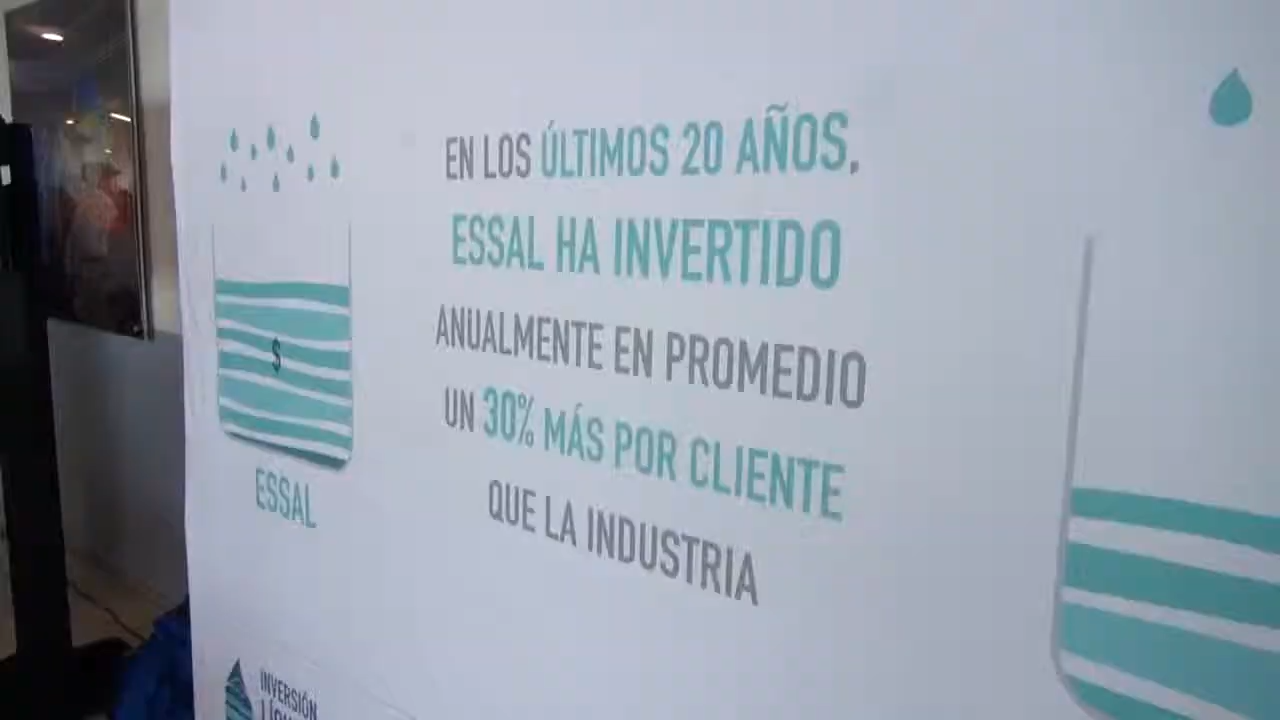 EN LOS ÚLTIMOS 20 AÑOS,
ESSAL HA INVERTIDO
ANUALMENTE EN PROMEDIO
UN 30% MÁS POR CLIENTE
QUE LA INDUSTRIA
$
ESSAL
INVERSIÓN